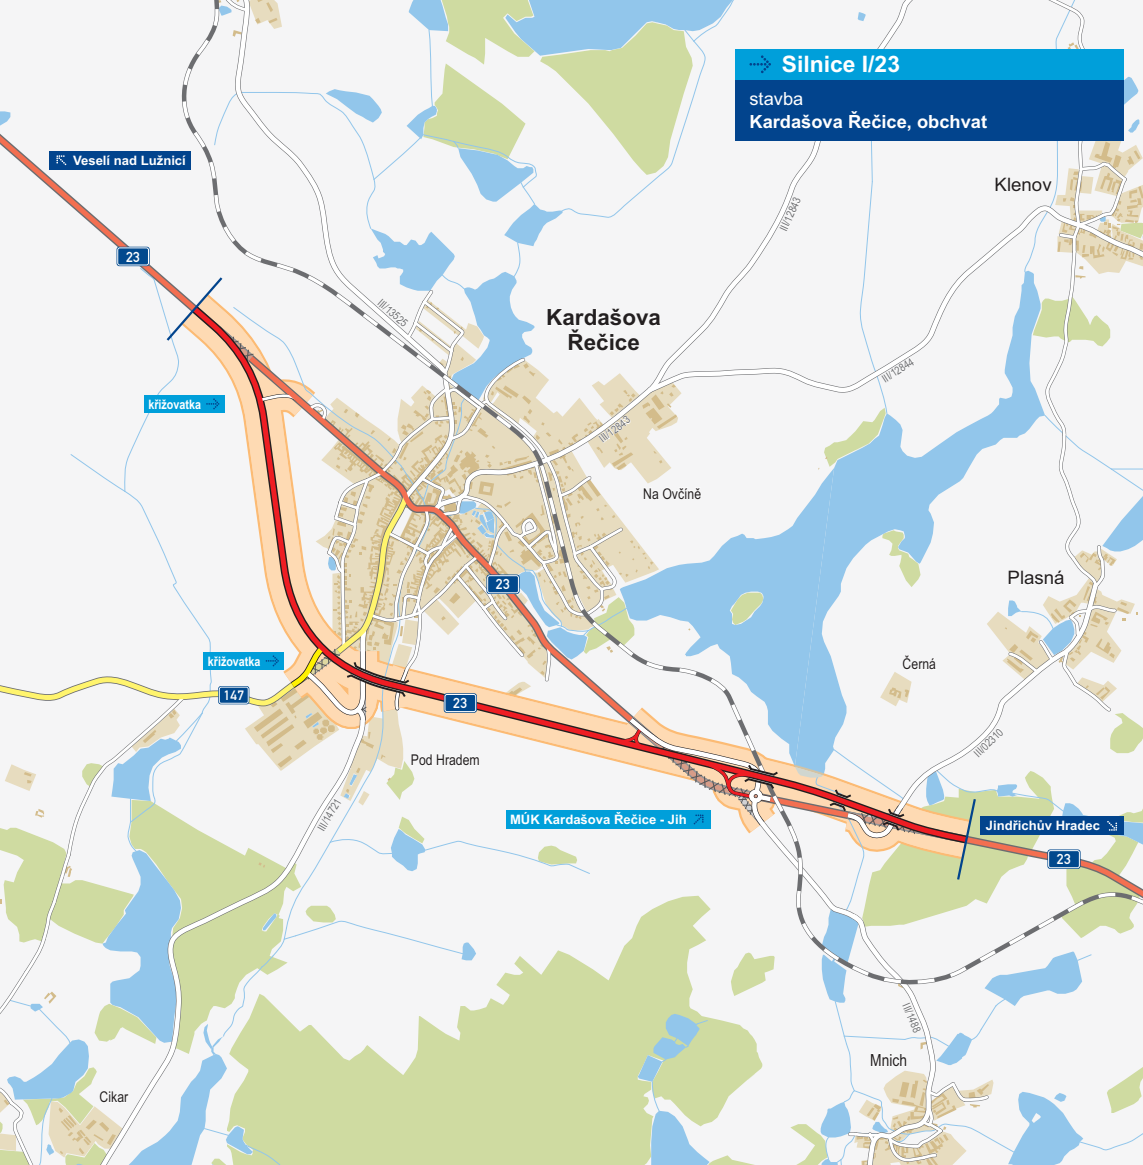 Silnice I/23
stavba
Kardašova Řečice, obchvat
Veselí nad Lužnicí
Klenov
III/12843
23
III/13525
Kardašova
Řečice
III/12844
křižovatka
III/12843
Na Ovčíně
Plasná
23
křižovatka
Černá
147
23
III/02310
Pod Hradem
III/14721
MÚK Kardašova Řečice - Jih
Jindřichův Hradec
23
III/1488
Mnich
Cikar